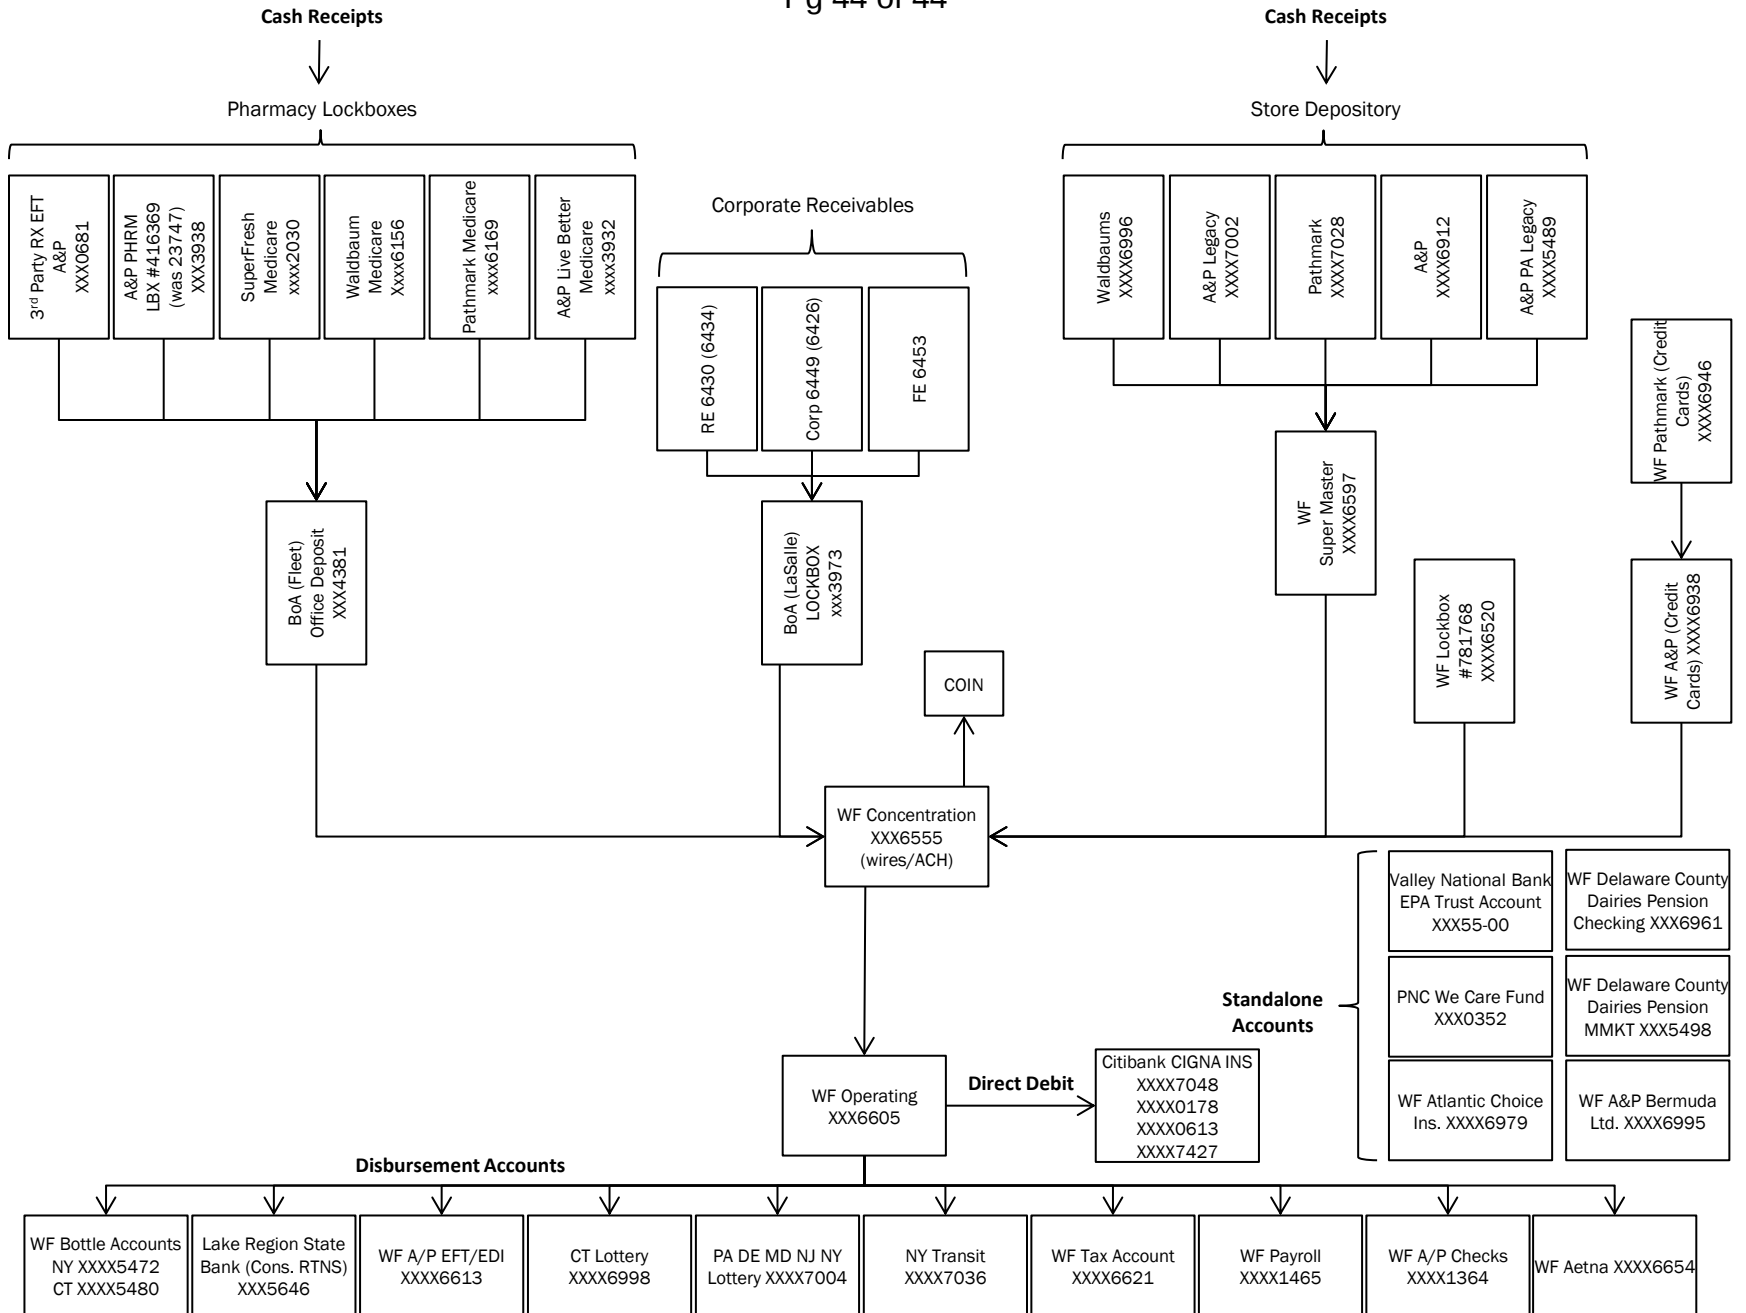 Pg 44 of 44
Cash Receipts
Cash Receipts
Pharmacy Lockboxes
Store Depository
3rd Party RX EFT
A&P
XXX0681
A&P PHRM
LBX #416369
(was 23747)
XXX3938
SuperFresh
Medicare
xxxx2030
Waldbaum
Medicare
Xxxx6156
Pathmark Medicare
xxxx6169
A&P Live Better
Medicare
xxxx3932
Corporate Receivables
RE 6430 (6434)
Corp 6449 (6426)
FE 6453
Waldbaums
XXXX6996
A&P Legacy
XXXX7002
Pathmark
XXXX7028
A&P
XXXX6912
A&P PA Legacy
XXXX5489
WF Pathmark (Credit
Cards)
XXXX6946
BoA (Fleet)
Office Deposit
XXX4381
BoA (LaSalle)
LOCKBOX
xxx3973
WF
Super Master
XXXX6597
WF Lockbox
#781768
XXXX6520
WF A&P (Credit
Cards) XXXX6938
COIN
WF Concentration
XXX6555
(wires/ACH)
Standalone
Accounts
Valley National Bank
EPA Trust Account
XXX55-00
WF Delaware County
Dairies Pension
Checking XXX6961
PNC We Care Fund
XXX0352
WF Delaware County
Dairies Pension
MMKT XXX5498
WF Atlantic Choice
Ins. XXXX6979
WF A&P Bermuda
Ltd. XXXX6995
WF Operating
XXX6605
Direct Debit
Citibank CIGNA INS
XXXX7048
XXXX0178
XXXX0613
XXXX7427
Disbursement Accounts
WF Bottle Accounts
NY XXXX5472
CT XXXX5480
Lake Region State
Bank (Cons. RTNS)
XXX5646
WF A/P EFT/EDI
XXXX6613
CT Lottery
XXXX6998
PA DE MD NJ NY
Lottery XXXX7004
NY Transit
XXXX7036
WF Tax Account
XXXX6621
WF Payroll
XXXX1465
WF A/P Checks
XXXX1364
WF Aetna XXXX6654